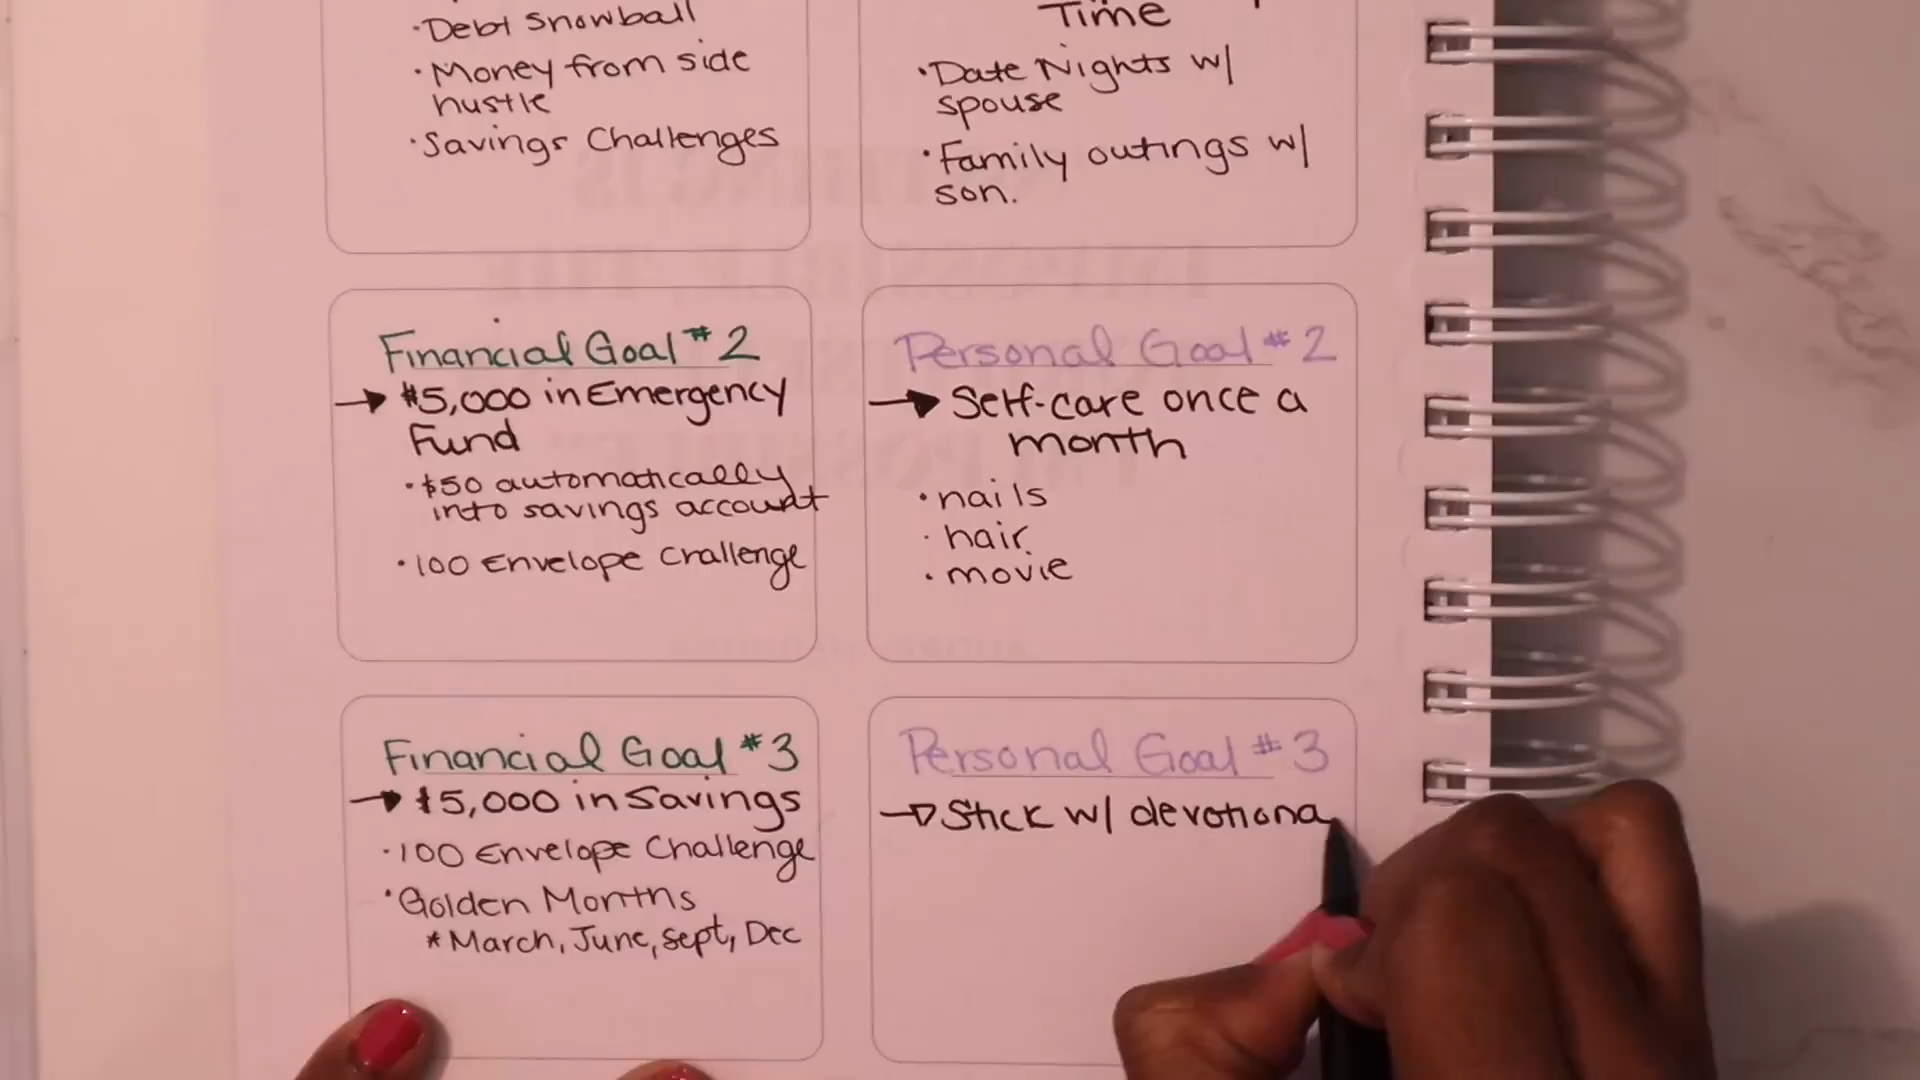 ·Debt Snowball
·Money from side
hustle
·Savings Challenges
Time
·Date Nights w/
spouse
·Family outings w/
son.
Financial Goal #2
→ $5,000 in Emergency
Fund
·$50 automatically
into savings account
·100 Envelope Challenge
Personal Goal #2
→ Self-care once a
month
·nails
·hair
·movie
Financial Goal #3
→ $5,000 in Savings
·100 Envelope Challenge
·Golden Months
*March, June, Sept, Dec
Personal Goal #3
→ Stick w/ devotiona